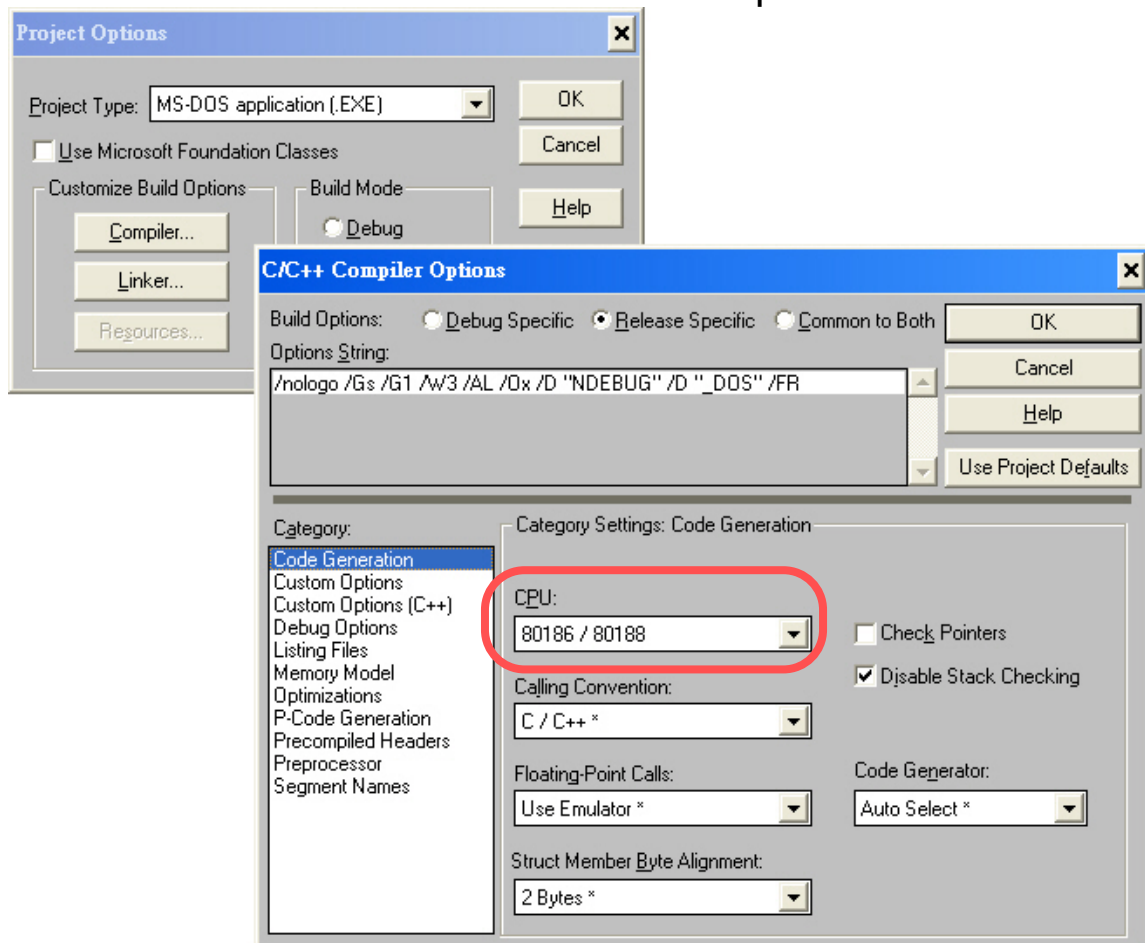 Project Options
Project Type: MS-DOS application (.EXE)
OK
Use Microsoft Foundation Classes
Cancel
Customize Build Options
Build Mode
Help
Compiler...
Debug
Linker...
Resources...
C/C++ Compiler Options
Build Options: Debug Specific Release Specific Common to Both
OK
Options String:
Cancel
/nologo /Gs /G1 /W3 /AL /Ox /D "NDEBUG" /D "_DOS" /FR
Help
Use Project Defaults
Category:
Code Generation
Custom Options
Custom Options (C++)
Debug Options
Listing Files
Memory Model
Optimizations
P-Code Generation
Precompiled Headers
Preprocessor
Segment Names
Category Settings: Code Generation
CPU:
80186 / 80188
Check Pointers
Disable Stack Checking
Calling Convention:
C / C++ *
Floating-Point Calls:
Use Emulator *
Code Generator:
Auto Select *
Struct Member Byte Alignment:
2 Bytes *